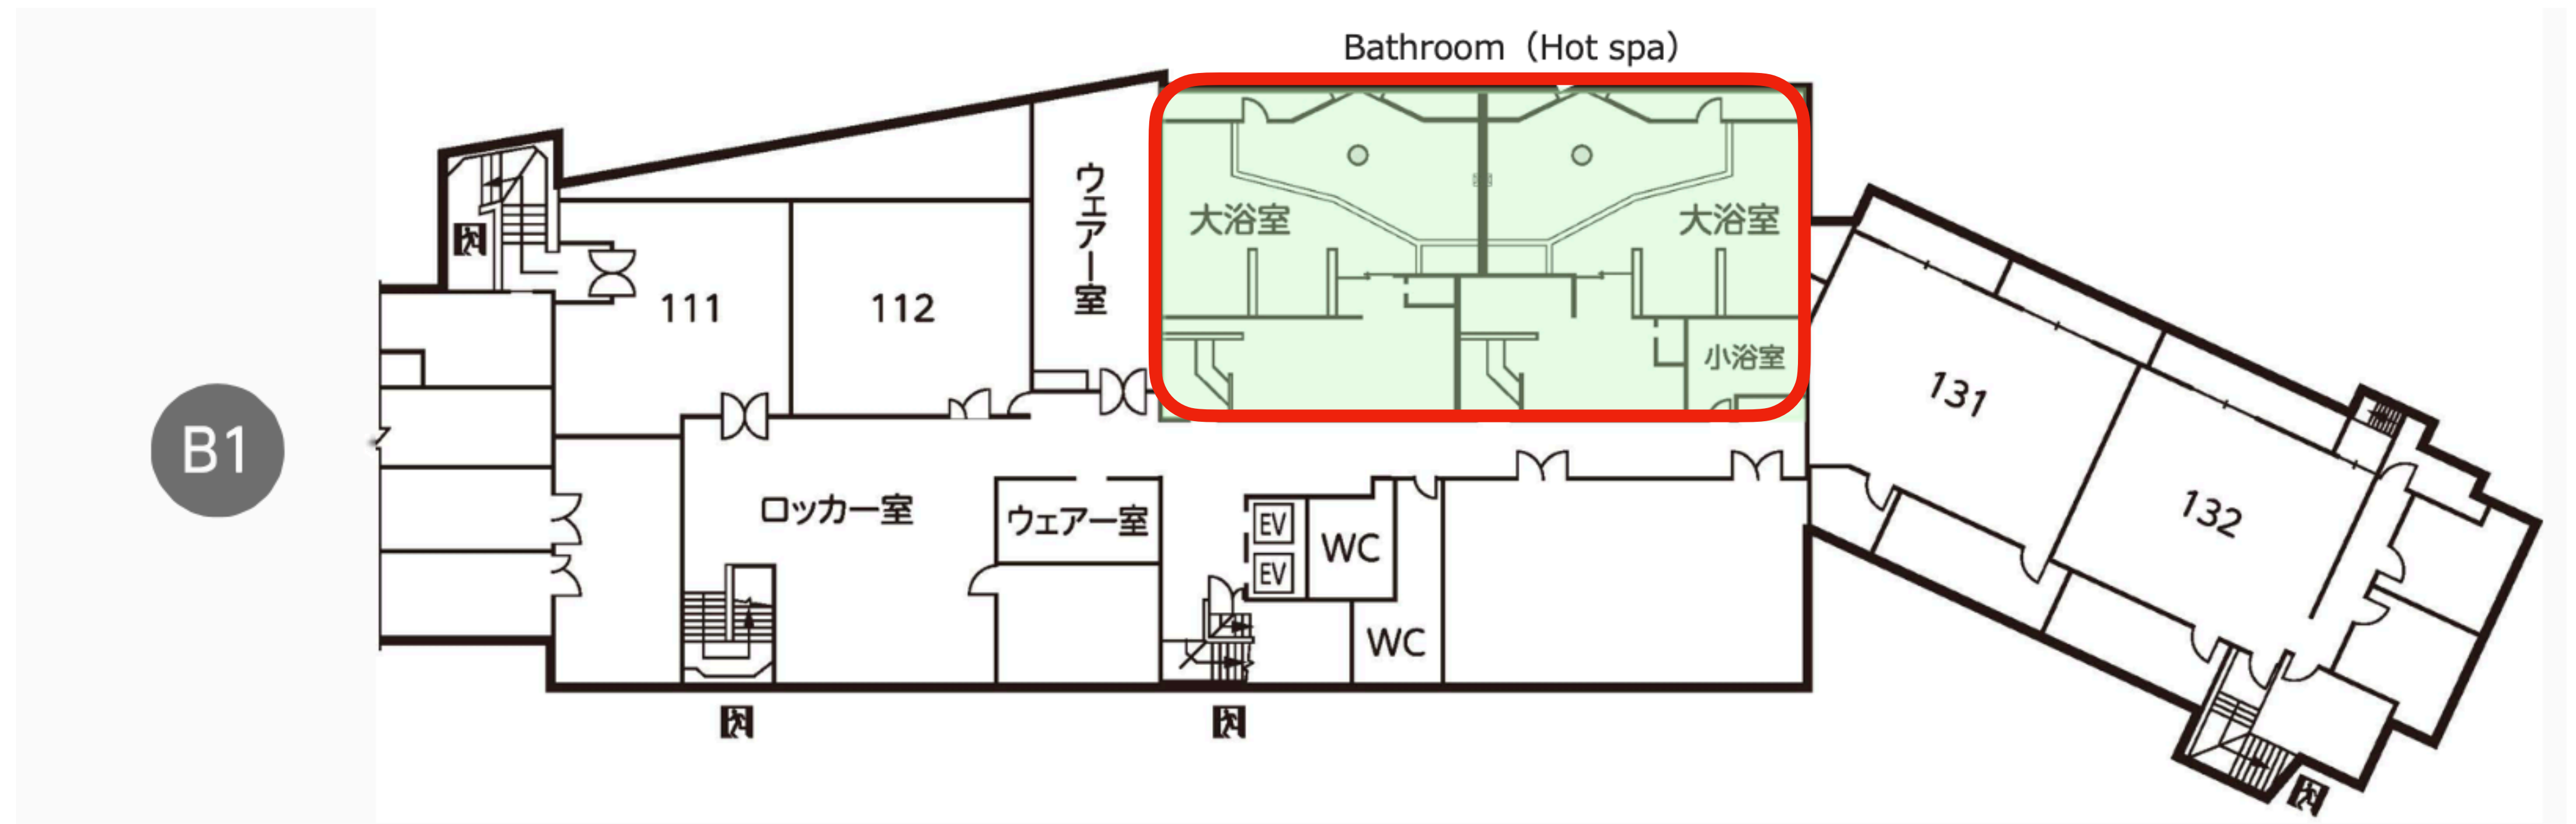 Bathroom（Hot spa）
ウェアー室
大浴室
大浴室
111
112
小浴室
131
B1
132
ロッカー室
ウェアー室
EV
WC
EV
WC